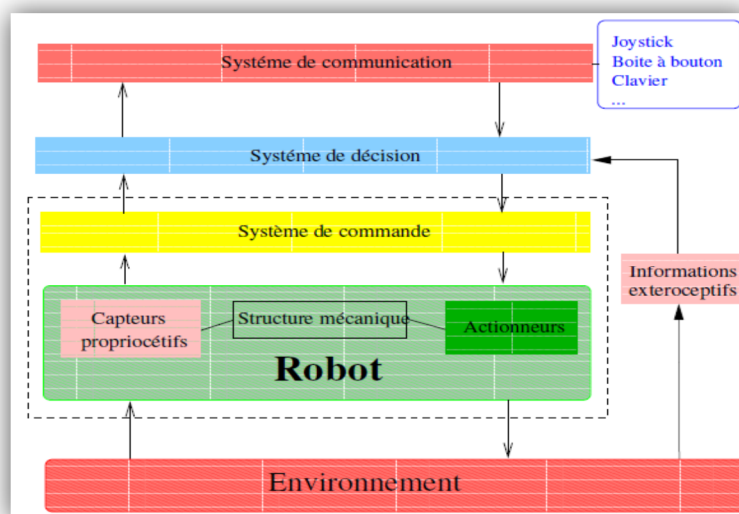 Systéme de communication
Joystick
Boite à bouton
Clavier
...
Systéme de décision
Système de commande
Informations
exteroceptifs
Capteurs
propriocétifs
Structure mécanique
Actionneurs
Robot
Environnement